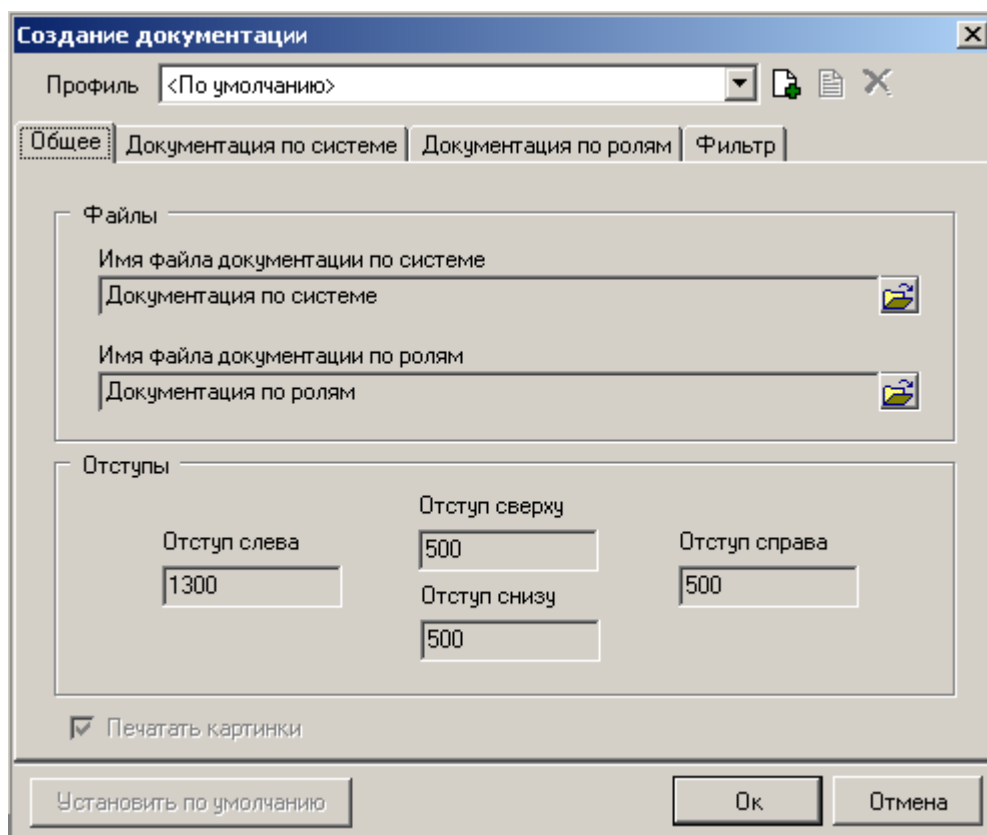 Создание документации
Профиль <По умолчанию>
Общее Документация по системе Документация по ролям Фильтр
Файлы
Имя файла документации по системе
Документация по системе
Имя файла документации по ролям
Документация по ролям
Отступы
Отступ сверху
500
Отступ слева
1300
Отступ справа
500
Отступ снизу
500
Печатать картинки
Установить по умолчанию Ок Отмена